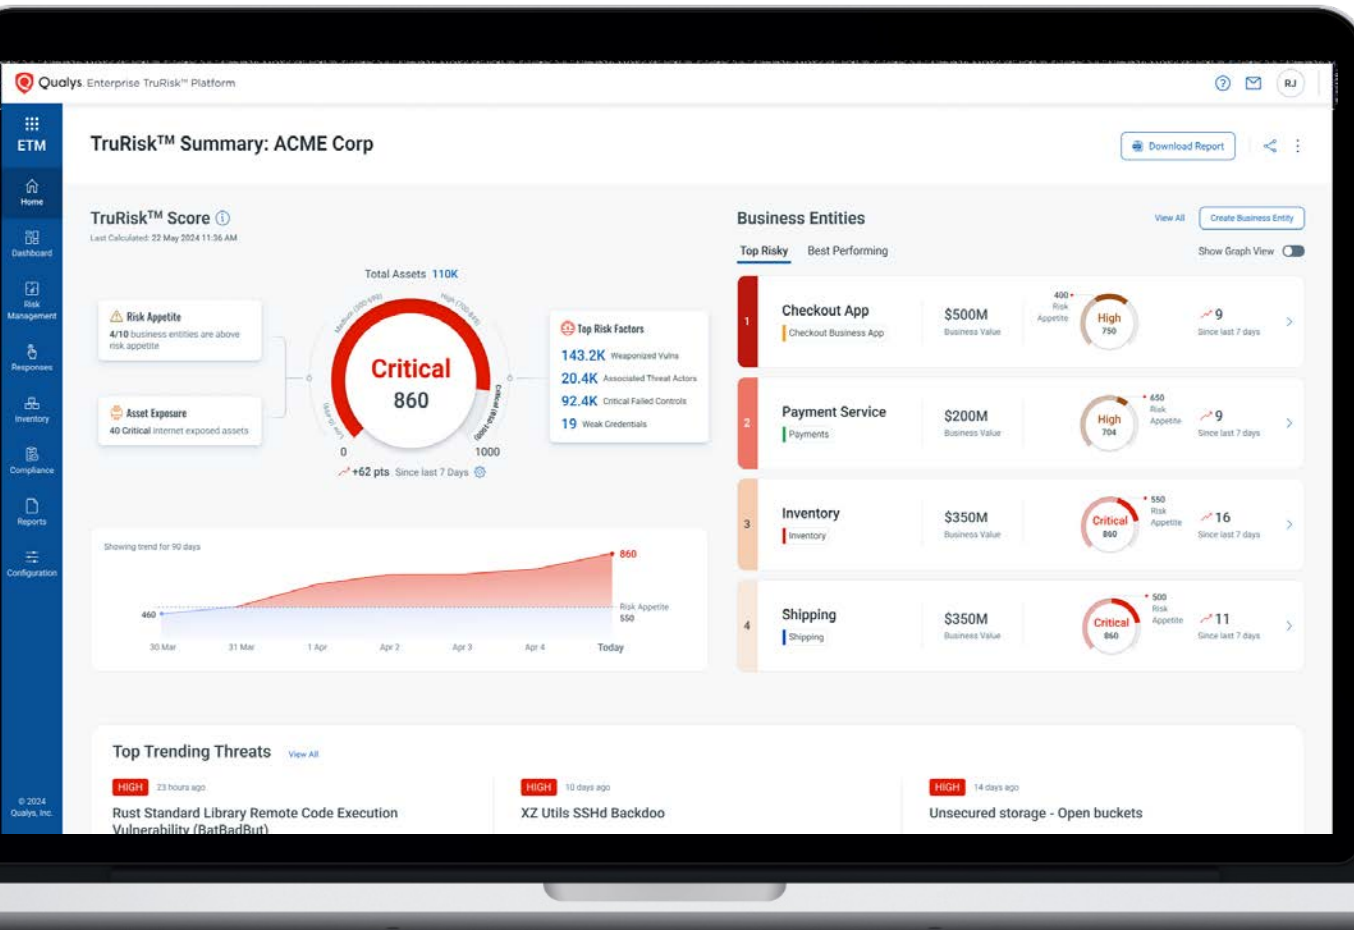 Qualys. Enterprise TruRisk™ Platform
RJ
ETM
Home
Dashboard
Risk
Management
Responses
Inventory
Compliance
Reports
Configuration
© 2024
Qualys, Inc.
TruRisk™ Summary: ACME Corp
Download Report
TruRisk™ Score
Last Calculated: 22 May 2024 11:36 AM
Total Assets 110K
Risk Appetite
4/10 business entities are above
risk appetite
Asset Exposure
40 Critical internet exposed assets
Critical
860
0
1000
+62 pts Since last 7 Days
Top Risk Factors
143.2K Weaponized Vulns
20.4K Associated Threat Actors
92.4K Critical Failed Controls
19 Weak Credentials
Showing trend for 90 days
860
460
Risk Appetite
550
30 Mar 31 Mar 1 Apr Apr 2 Apr 3 Apr 4 Today
Business Entities
View All
Create Business Entity
Top Risky Best Performing
Show Graph View
1
Checkout App
Checkout Business App
$500M
Business Value
400
Risk
Appetite
High
750
9
Since last 7 days
2
Payment Service
Payments
$200M
Business Value
High
704
650
Risk
Appetite
9
Since last 7 days
3
Inventory
Inventory
$350M
Business Value
Critical
860
550
Risk
Appetite
16
Since last 7 days
4
Shipping
Shipping
$350M
Business Value
Critical
860
500
Risk
Appetite
11
Since last 7 days
Top Trending Threats View All
HIGH 23 hours ago
Rust Standard Library Remote Code Execution
Vulnerability (BatBadBut)
HIGH 10 days ago
XZ Utils SSHd Backdoo
HIGH 14 days ago
Unsecured storage - Open buckets